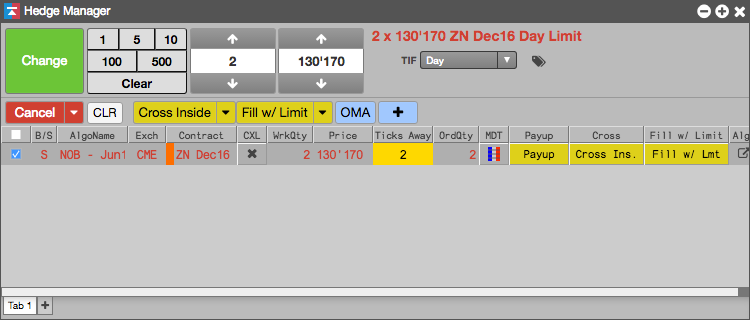 Hedge Manager
Change
1 5 10
100 500
Clear
2
130'170
2 x 130'170 ZN Dec16 Day Limit
TIF Day
Cancel CLR Cross Inside Fill w/ Limit OMA +
B/S AlgoName Exch Contract CXL WrkQty Price Ticks Away OrdQty MDT Payup Cross Fill w/ Limit Alg
S NOB - Jun1 CME ZN Dec16 2 130'170 2 2 Payup Cross Ins. Fill w/ Lmt
Tab 1 +